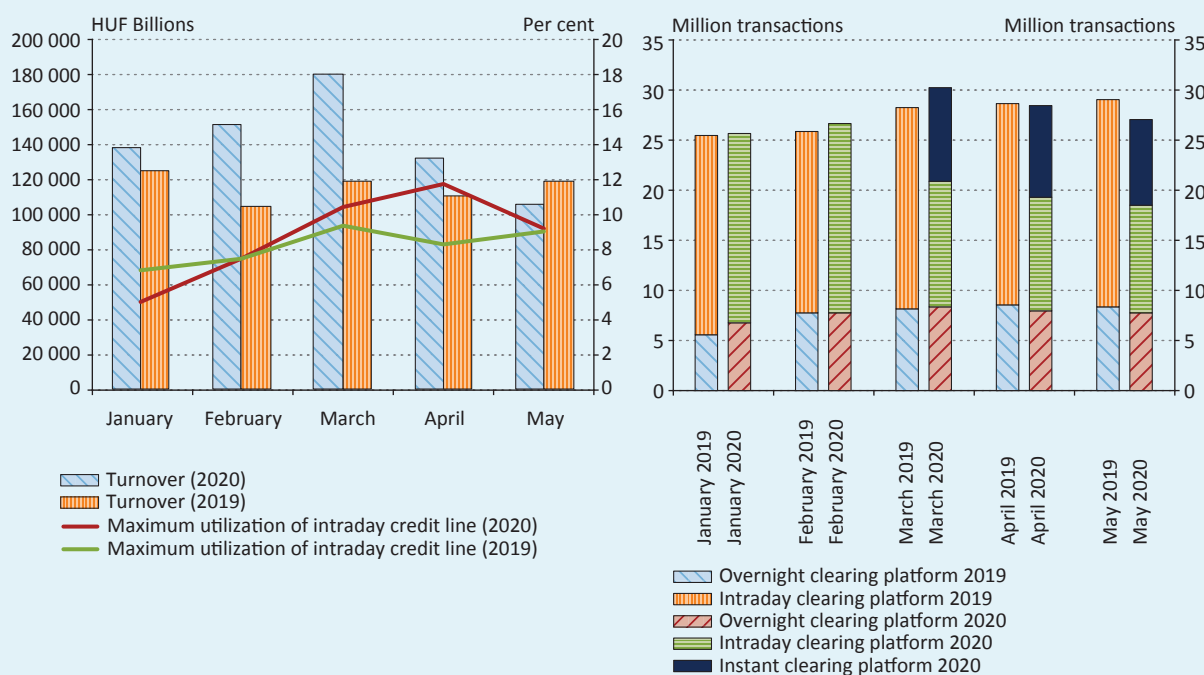 HUF Billions Per cent
200 000 20
180 000 18
160 000 16
140 000 14
120 000 12
100 000 10
80 000 8
60 000 6
40 000 4
20 000 2
0 0
January February March April May
Turnover (2020)
Turnover (2019)
Maximum utilization of intraday credit line (2020)
Maximum utilization of intraday credit line (2019)
Million transactions Million transactions
35 35
30 30
25 25
20 20
15 15
10 10
5 5
0 0
January 2019
January 2020
February 2019
February 2020
March 2019
March 2020
April 2019
April 2020
May 2019
May 2020
Overnight clearing platform 2019
Intraday clearing platform 2019
Overnight clearing platform 2020
Intraday clearing platform 2020
Instant clearing platform 2020